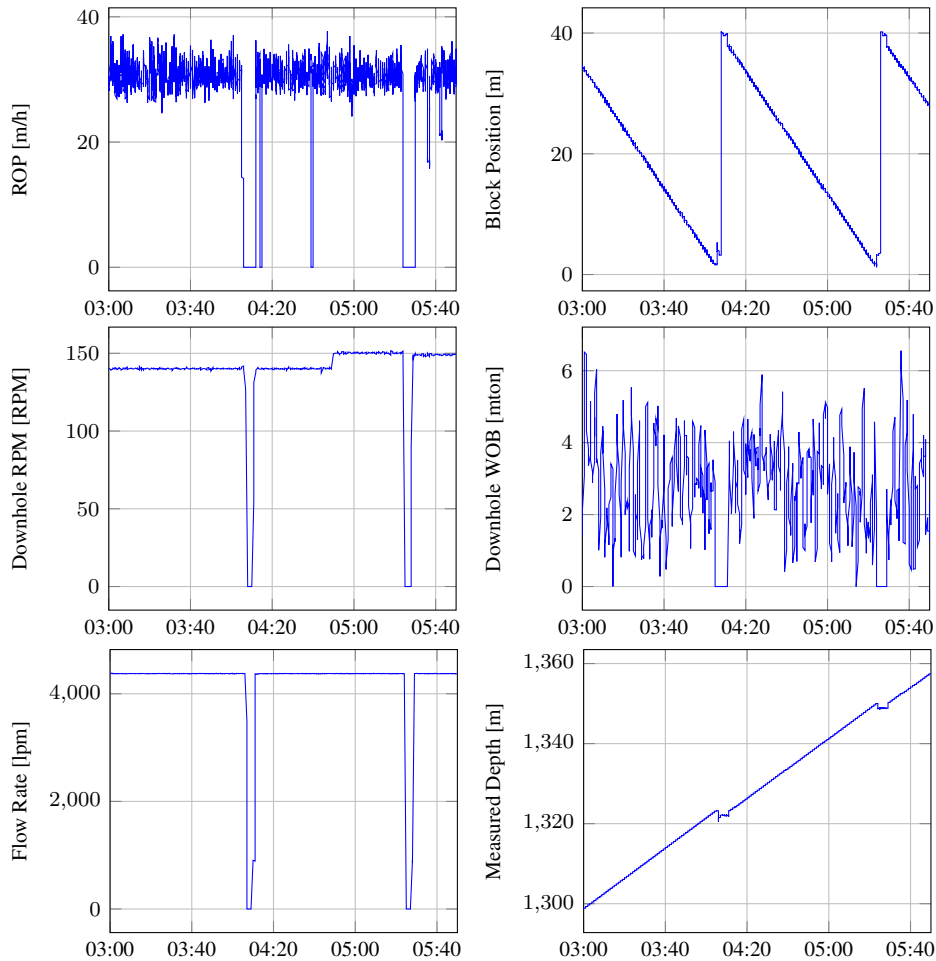 ROP [m/h]
40
20
0
03:00 03:40 04:20 05:00 05:40
Block Position [m]
40
20
0
03:00 03:40 04:20 05:00 05:40
Downhole RPM [RPM]
150
100
50
0
03:00 03:40 04:20 05:00 05:40
Downhole WOB [mton]
6
4
2
0
03:00 03:40 04:20 05:00 05:40
Flow Rate [lpm]
4,000
2,000
0
03:00 03:40 04:20 05:00 05:40
Measured Depth [m]
1,360
1,340
1,320
1,300
03:00 03:40 04:20 05:00 05:40